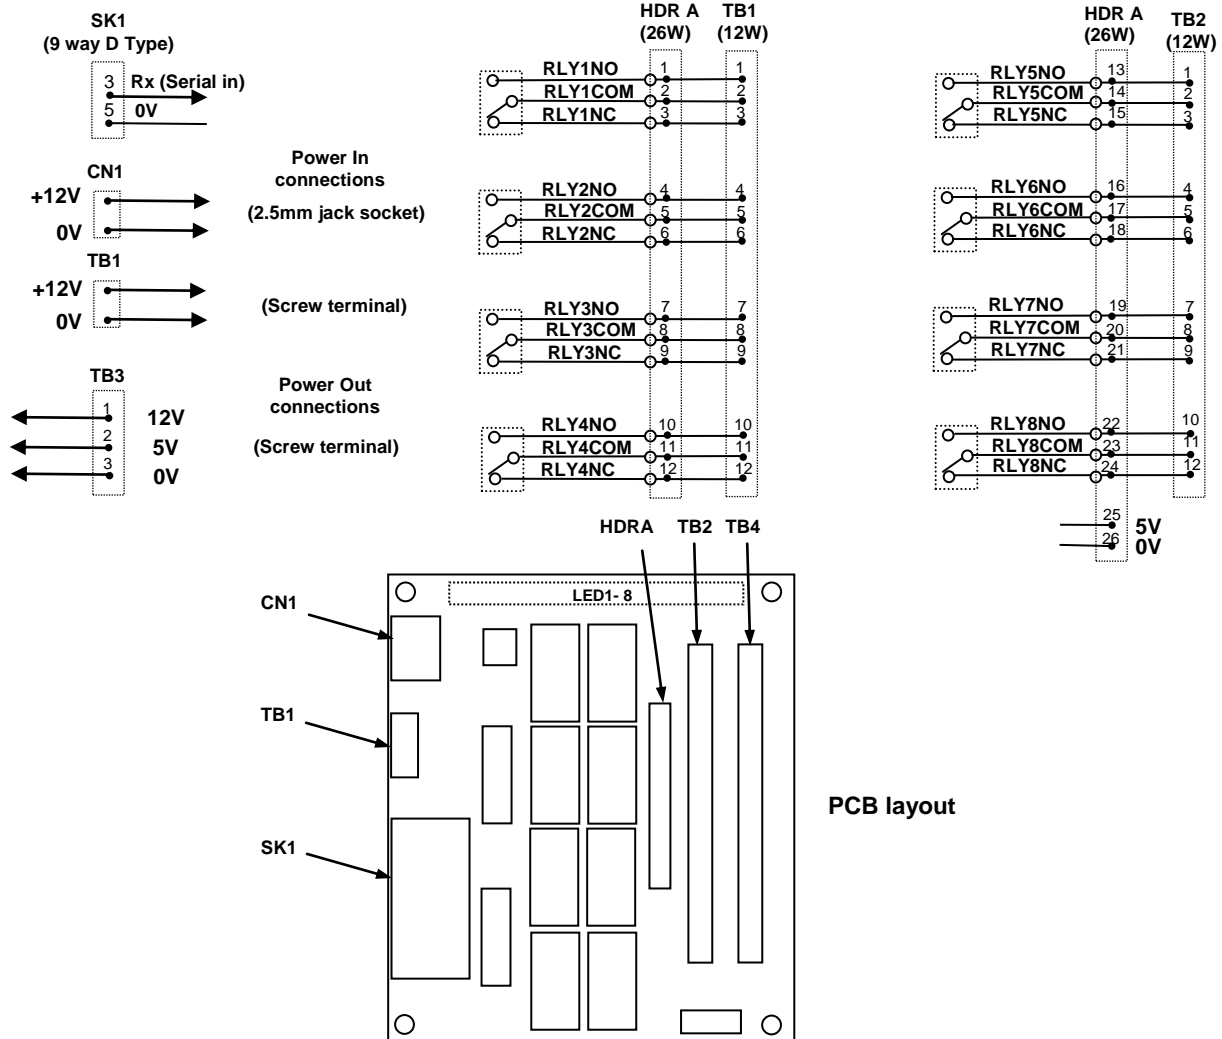 SK1
(9 way D Type)
3 Rx (Serial in)
5 0V
CN1
+12V
0V
Power In
connections
(2.5mm jack socket)
TB1
+12V
0V
(Screw terminal)
TB3
1 12V
2 5V
3 0V
Power Out
connections
(Screw terminal)
HDR A TB1
(26W) (12W)
RLY1NO 1 1
RLY1COM 2 2
RLY1NC 3 3
RLY2NO 4 4
RLY2COM 5 5
RLY2NC 6 6
RLY3NO 7 7
RLY3COM 8 8
RLY3NC 9 9
RLY4NO 10 10
RLY4COM 11 11
RLY4NC 12 12
HDR A TB2
(26W) (12W)
RLY5NO 13 1
RLY5COM 14 2
RLY5NC 15 3
RLY6NO 16 4
RLY6COM 17 5
RLY6NC 18 6
RLY7NO 19 7
RLY7COM 20 8
RLY7NC 21 9
RLY8NO 22 10
RLY8COM 23 11
RLY8NC 24 12
25 5V
26 0V
HDRA TB2 TB4
LED1- 8
CN1
TB1
SK1
PCB layout